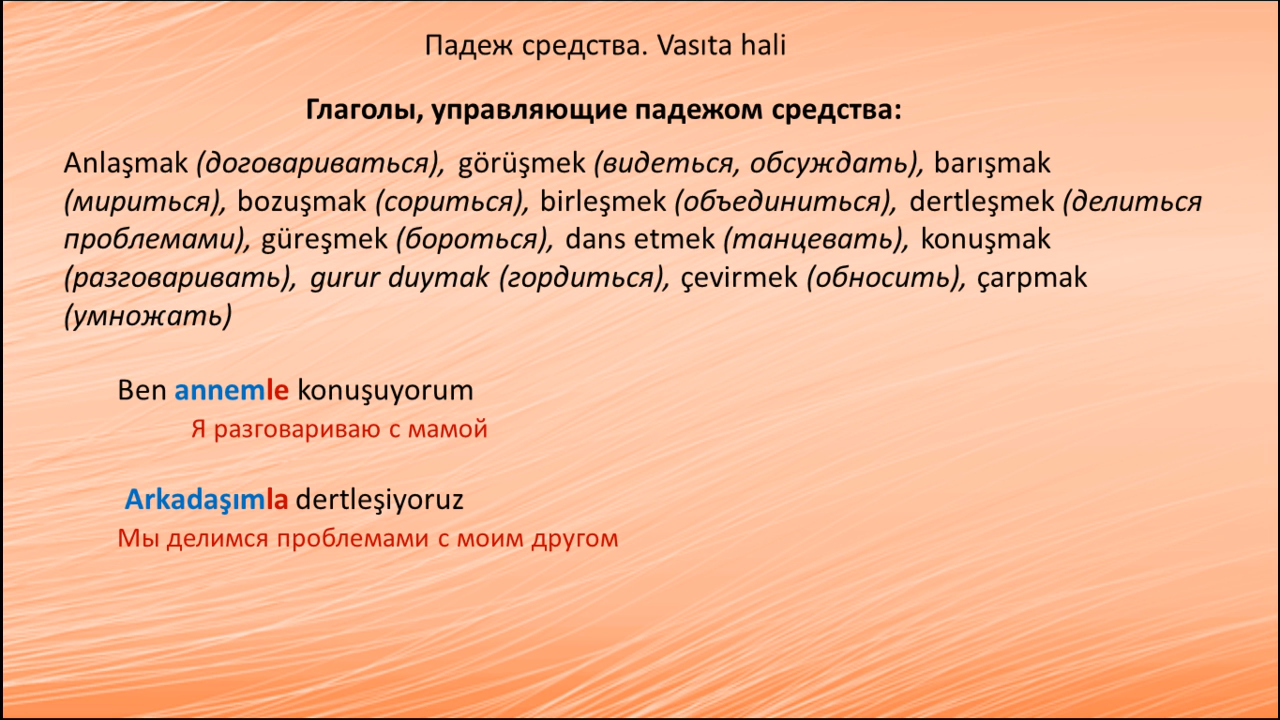 Падеж средства. Vasıta hali
Глаголы, управляющие падежом средства:
Anlaşmak (договариваться), görüşmek (видеться, обсуждать), barışmak
(мириться), bozuşmak (сориться), birleşmek (объединиться), dertleşmek (делиться
проблемами), güreşmek (бороться), dans etmek (танцевать), konuşmak
(разговаривать), gurur duymak (гордиться), çevirmek (обносить), çarpmak
(умножать)
Ben annemle konuşuyorum
Я разговариваю с мамой
Arkadaşımla dertleşiyoruz
Мы делимся проблемами с моим другом